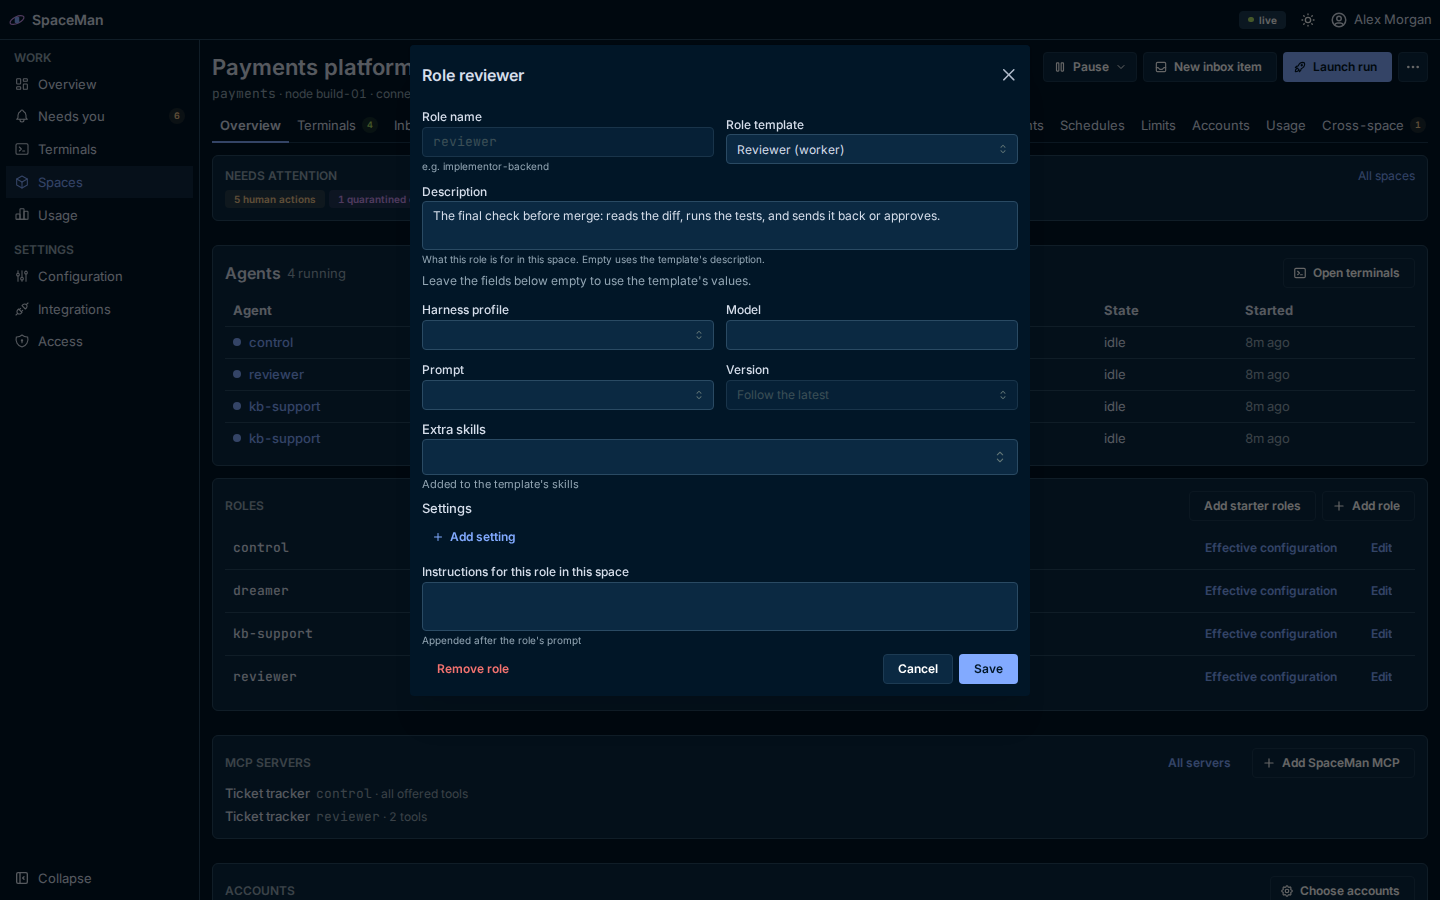 SpaceMan
live
Alex Morgan
WORK
Overview
Needs you 6
Terminals
Spaces
Usage
SETTINGS
Configuration
Integrations
Access
Collapse
Payments platform
payments · node build-01 ·
Pause
New inbox item
Launch run
Overview
Terminals 4
Schedules
Limits
Accounts
Usage
Cross-space 1
NEEDS ATTENTION
All spaces
5 human actions
1 quarantined
Agents 4 running
Open terminals
Agent State Started
control idle 8m ago
reviewer idle 8m ago
kb-support idle 8m ago
kb-support idle 8m ago
ROLES
Add starter roles
Add role
control Effective configuration Edit
dreamer Effective configuration Edit
kb-support Effective configuration Edit
reviewer Effective configuration Edit
MCP SERVERS
All servers
Add SpaceMan MCP
Ticket tracker control · all offered tools
Ticket tracker reviewer · 2 tools
ACCOUNTS
Choose accounts
Role reviewer
Role name
reviewer
e.g. implementor-backend
Role template
Reviewer (worker)
Description
The final check before merge: reads the diff, runs the tests, and sends it back or approves.
What this role is for in this space. Empty uses the template's description.
Leave the fields below empty to use the template's values.
Harness profile
Model
Prompt
Version
Follow the latest
Extra skills
Added to the template's skills
Settings
Add setting
Instructions for this role in this space
Appended after the role's prompt
Remove role
Cancel
Save